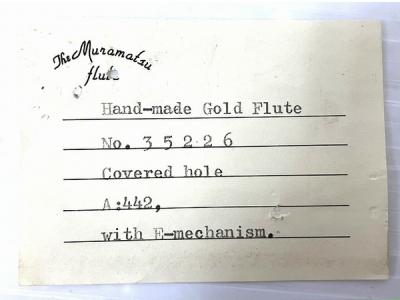 The Muramatsu
flute
Hand-made Gold Flute
No. 35226
Covered hole
A:442,
with E-mechanism.